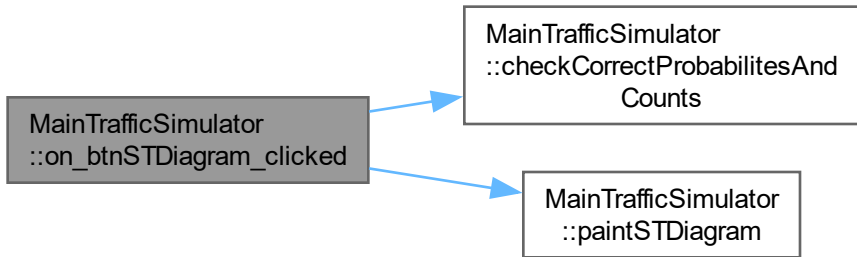 MainTrafficSimulator
::on_btnSTDiagram_clicked
MainTrafficSimulator
::checkCorrectProbabilitesAnd
Counts
MainTrafficSimulator
::paintSTDiagram